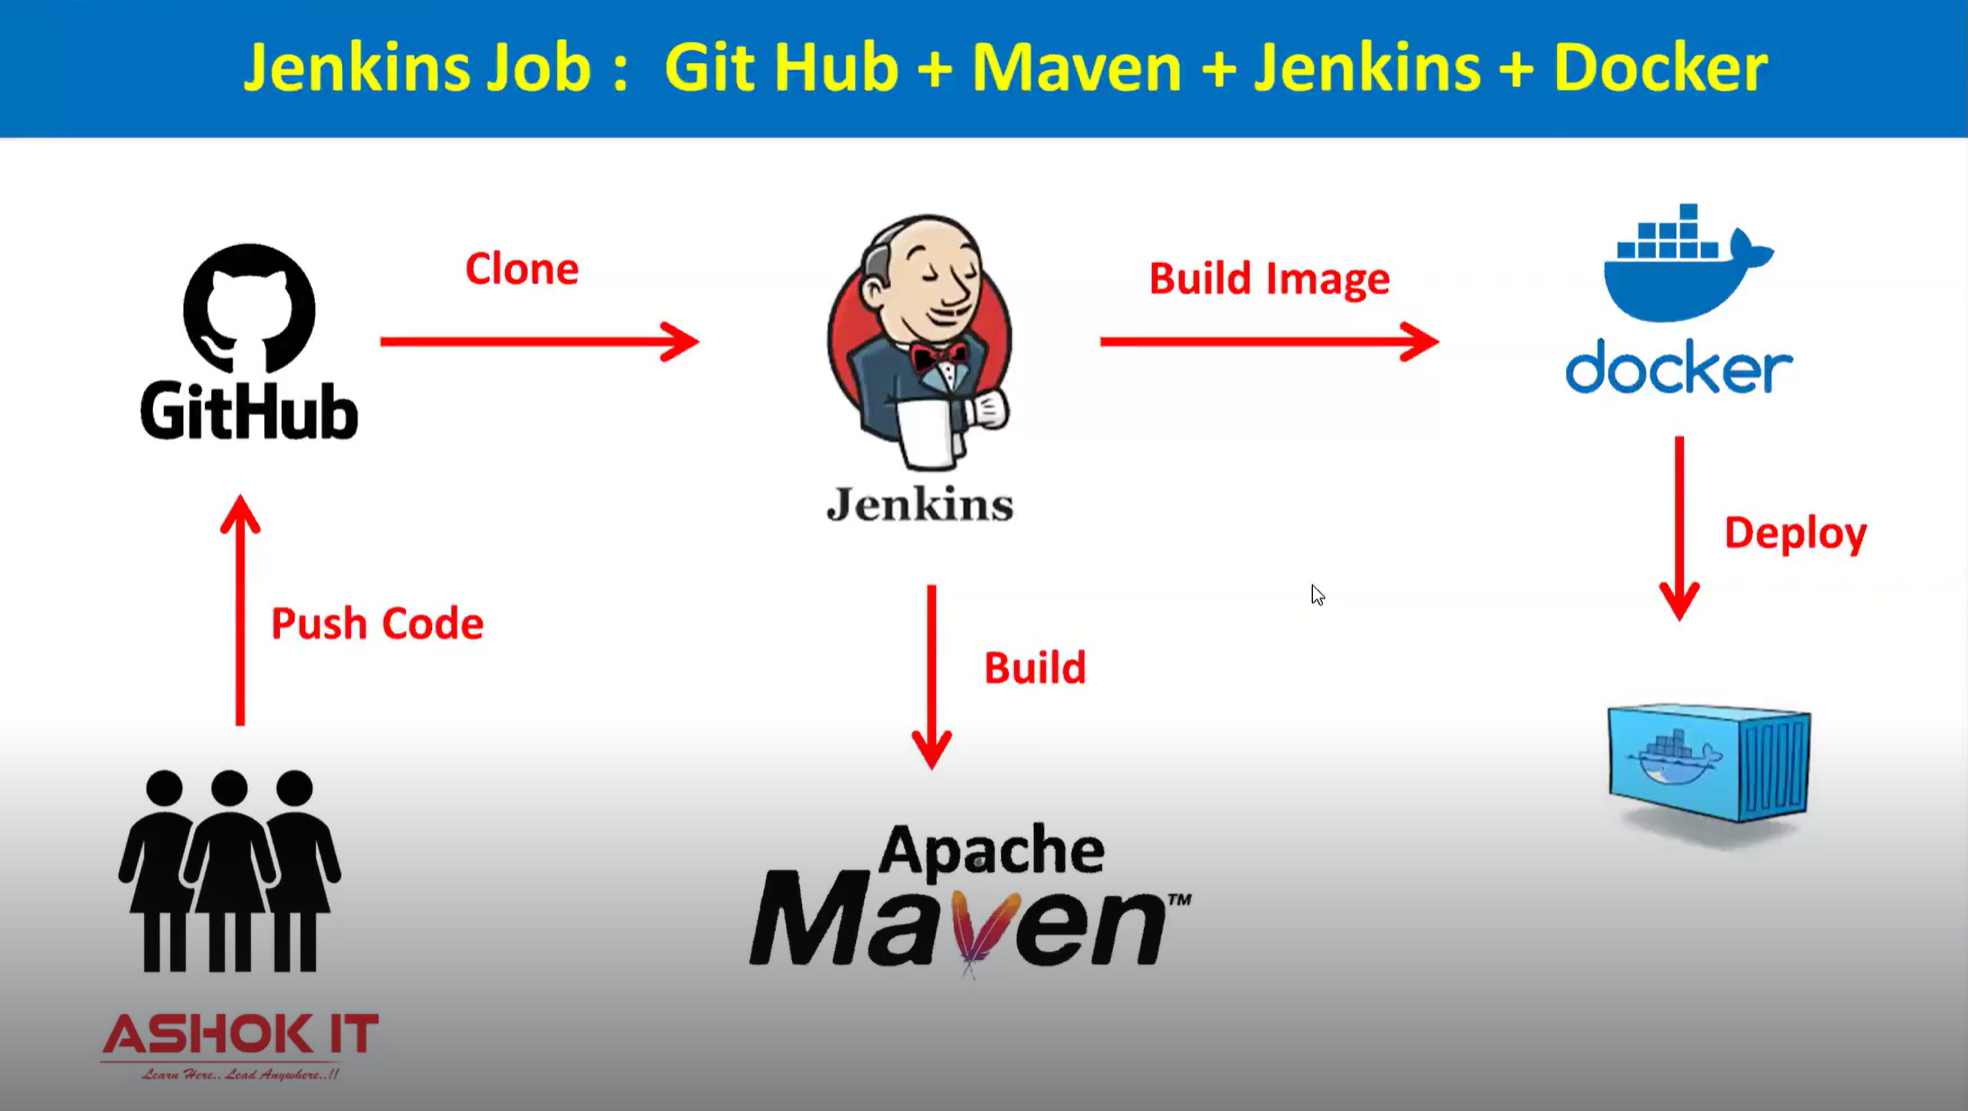 Jenkins Job :  Git Hub + Maven + Jenkins + Docker
Clone
Build Image
GitHub
docker
Jenkins
Deploy
Push Code
Build
Apache
Maven™
ASHOK IT
Learn Here.. Lead Anywhere..!!